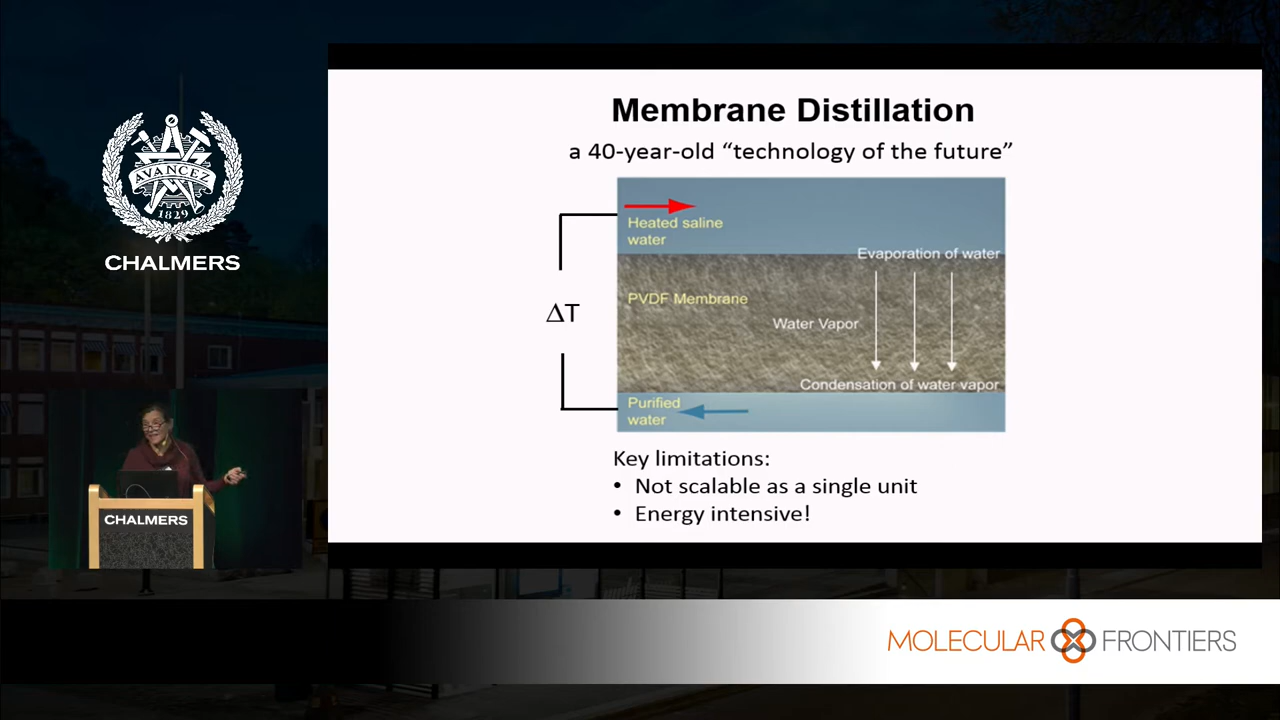 AVANCEZ
1829
CHALMERS
Membrane Distillation
a 40-year-old “technology of the future”
Heated saline
water
Evaporation of water
PVDF Membrane
Water Vapor
ΔT
Condensation of water vapor
Purified
water
Key limitations:
• Not scalable as a single unit
• Energy intensive!
CHALMERS
MOLECULAR FRONTIERS